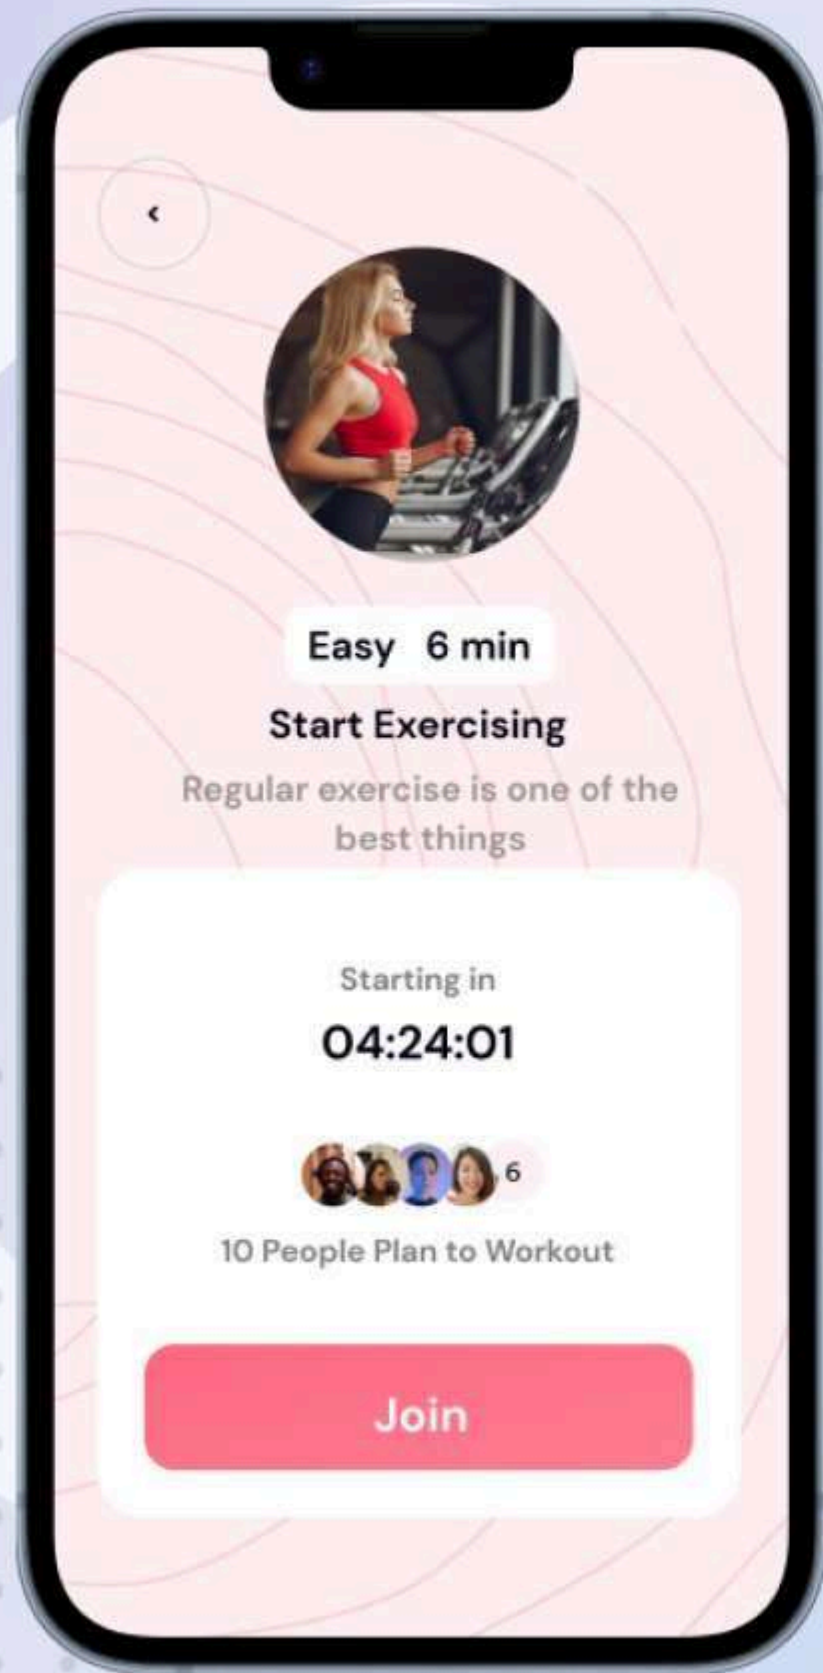 Easy 6 min
Start Exercising
Regular exercise is one of the
best things
Starting in
04:24:01
6
10 People Plan to Workout
Join